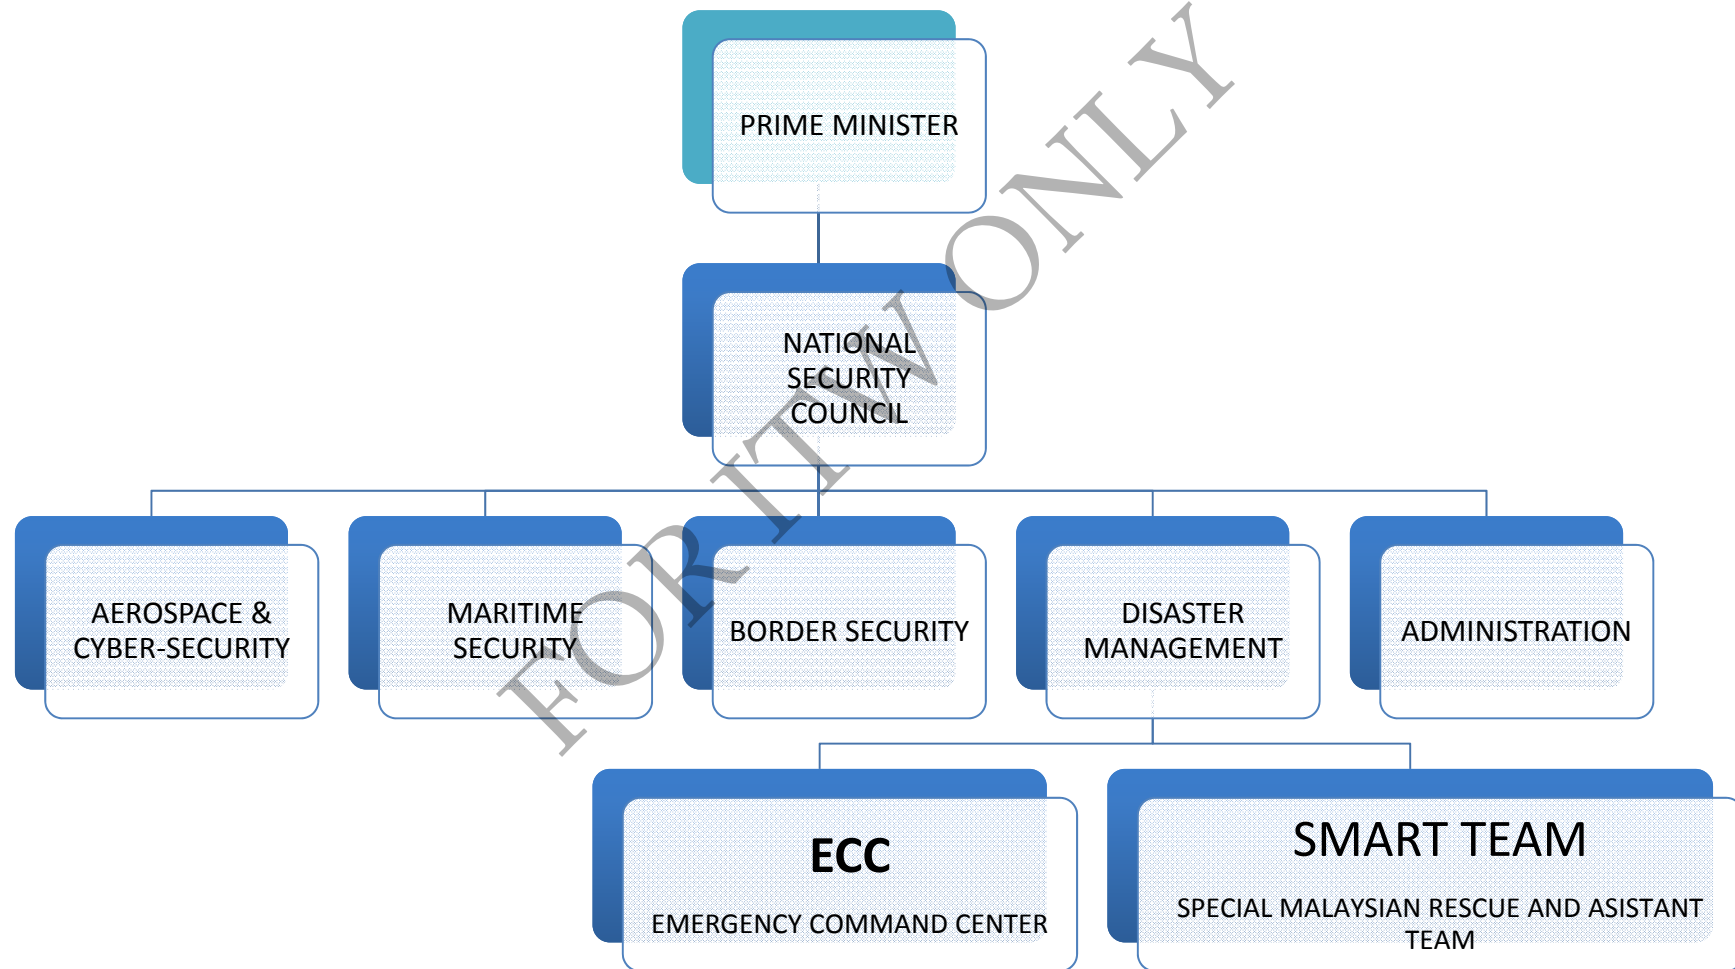 PRIME MINISTER
NATIONAL
SECURITY
COUNCIL
AEROSPACE &
CYBER-SECURITY
MARITIME
SECURITY
BORDER SECURITY
DISASTER
MANAGEMENT
ADMINISTRATION
ECC
EMERGENCY COMMAND CENTER
SMART TEAM
SPECIAL MALAYSIAN RESCUE AND ASISTANT
TEAM
FOR ITW ONLY